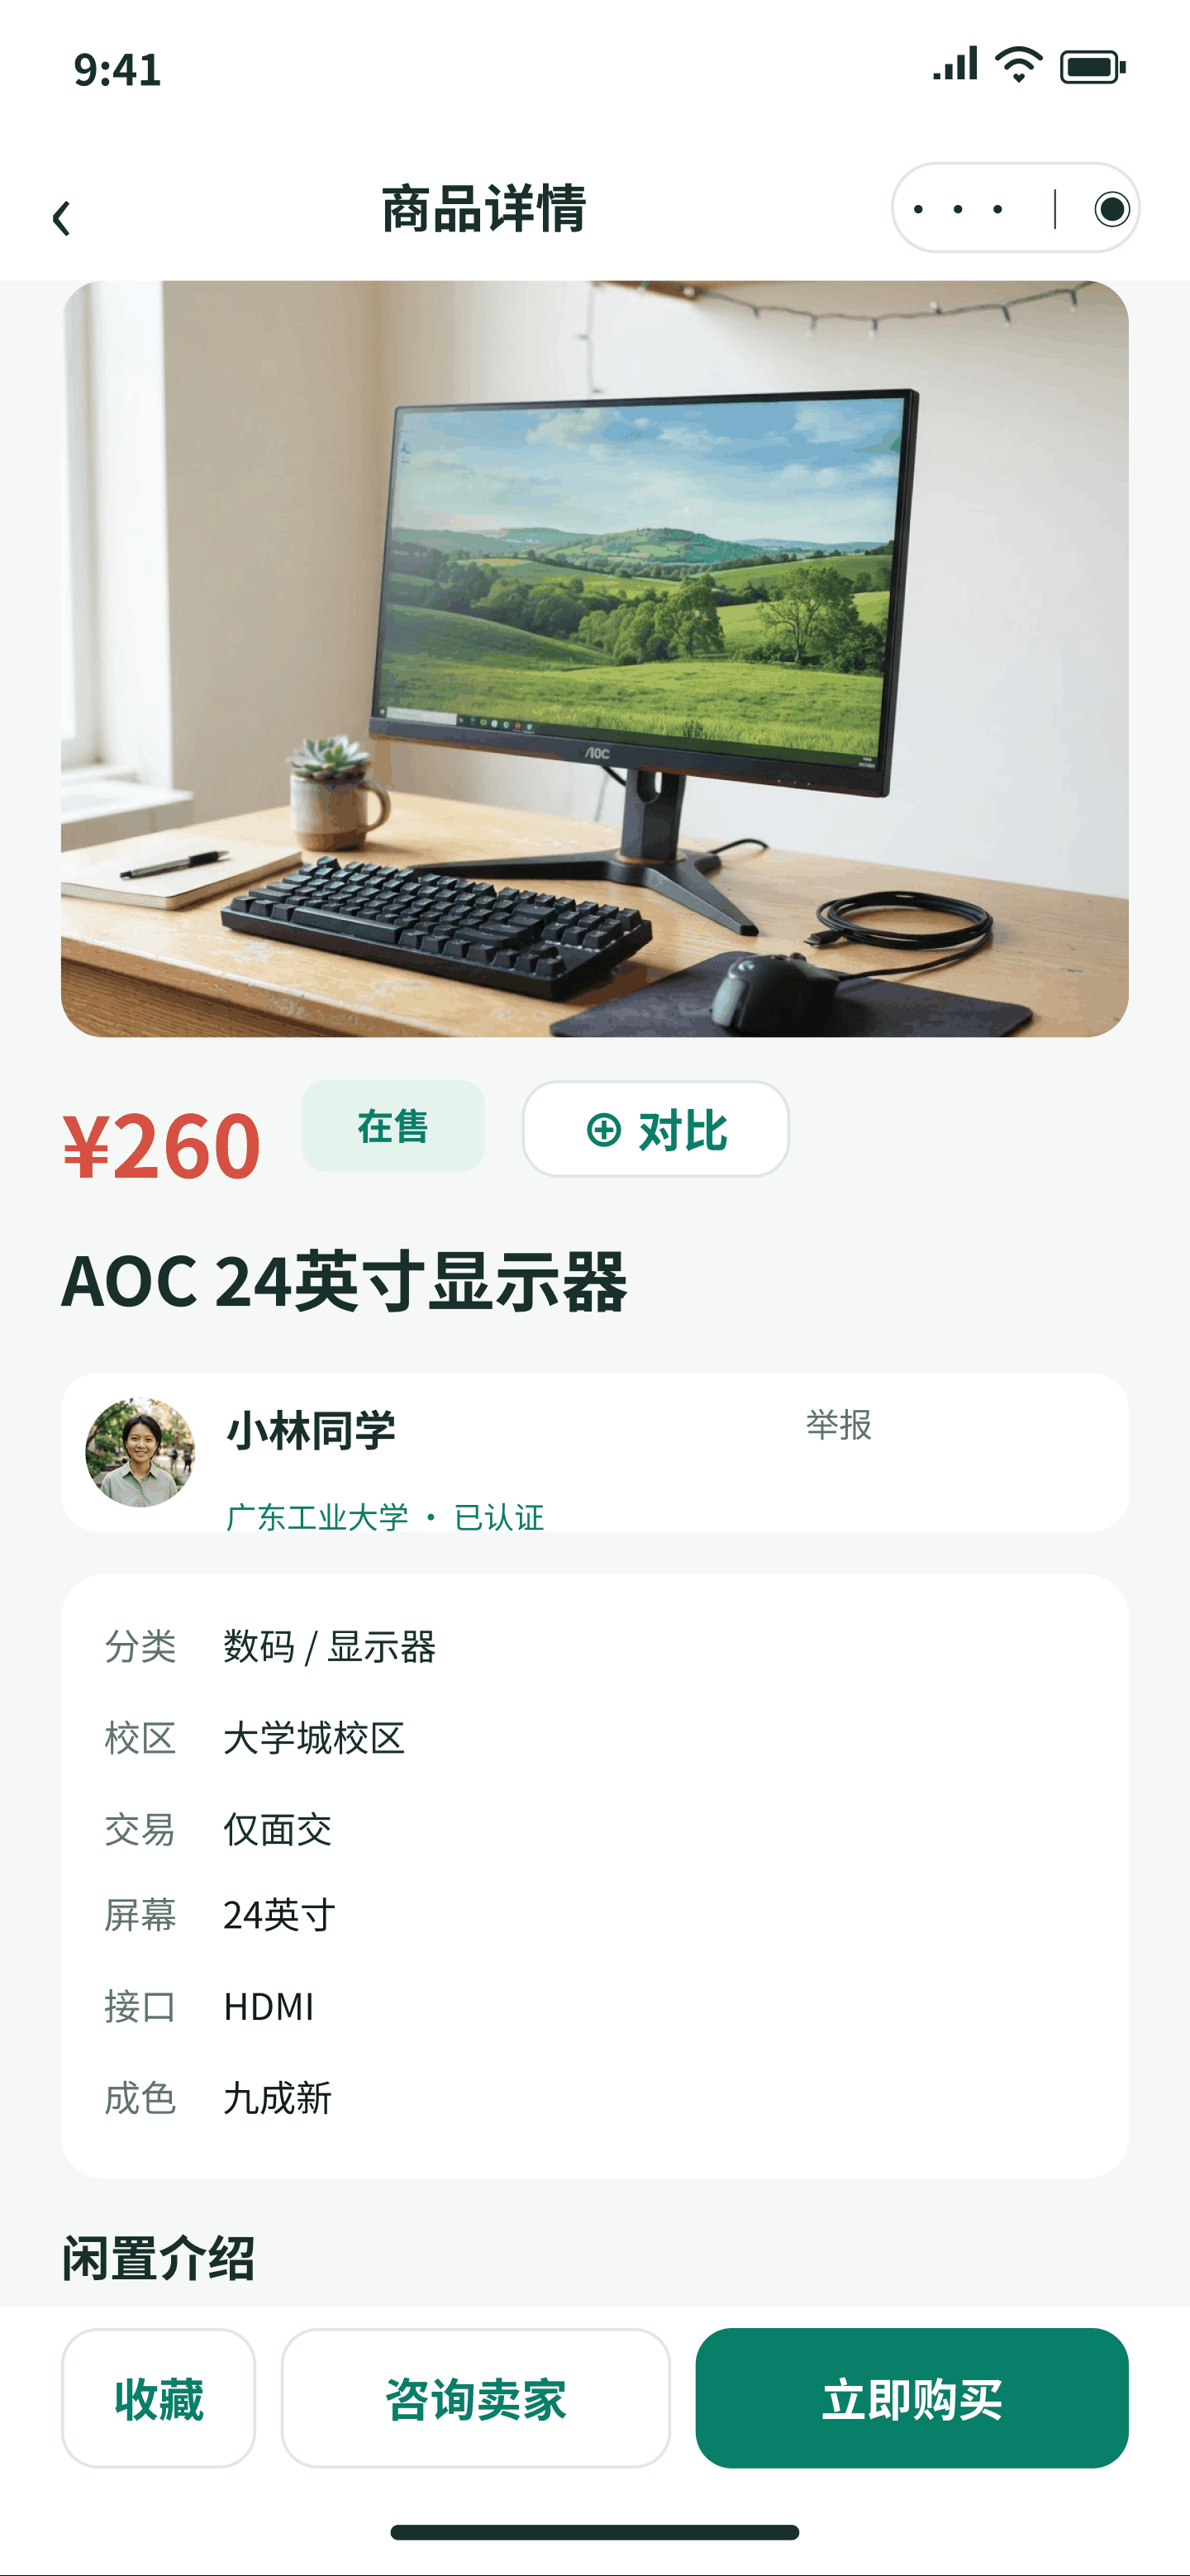 9:41
商品详情
AOC
¥260 在售 ⊕ 对比
AOC 24英寸显示器
小林同学 举报
广东工业大学 · 已认证
分类 数码 / 显示器
校区 大学城校区
交易 仅面交
屏幕 24英寸
接口 HDMI
成色 九成新
闲置介绍
收藏 咨询卖家 立即购买